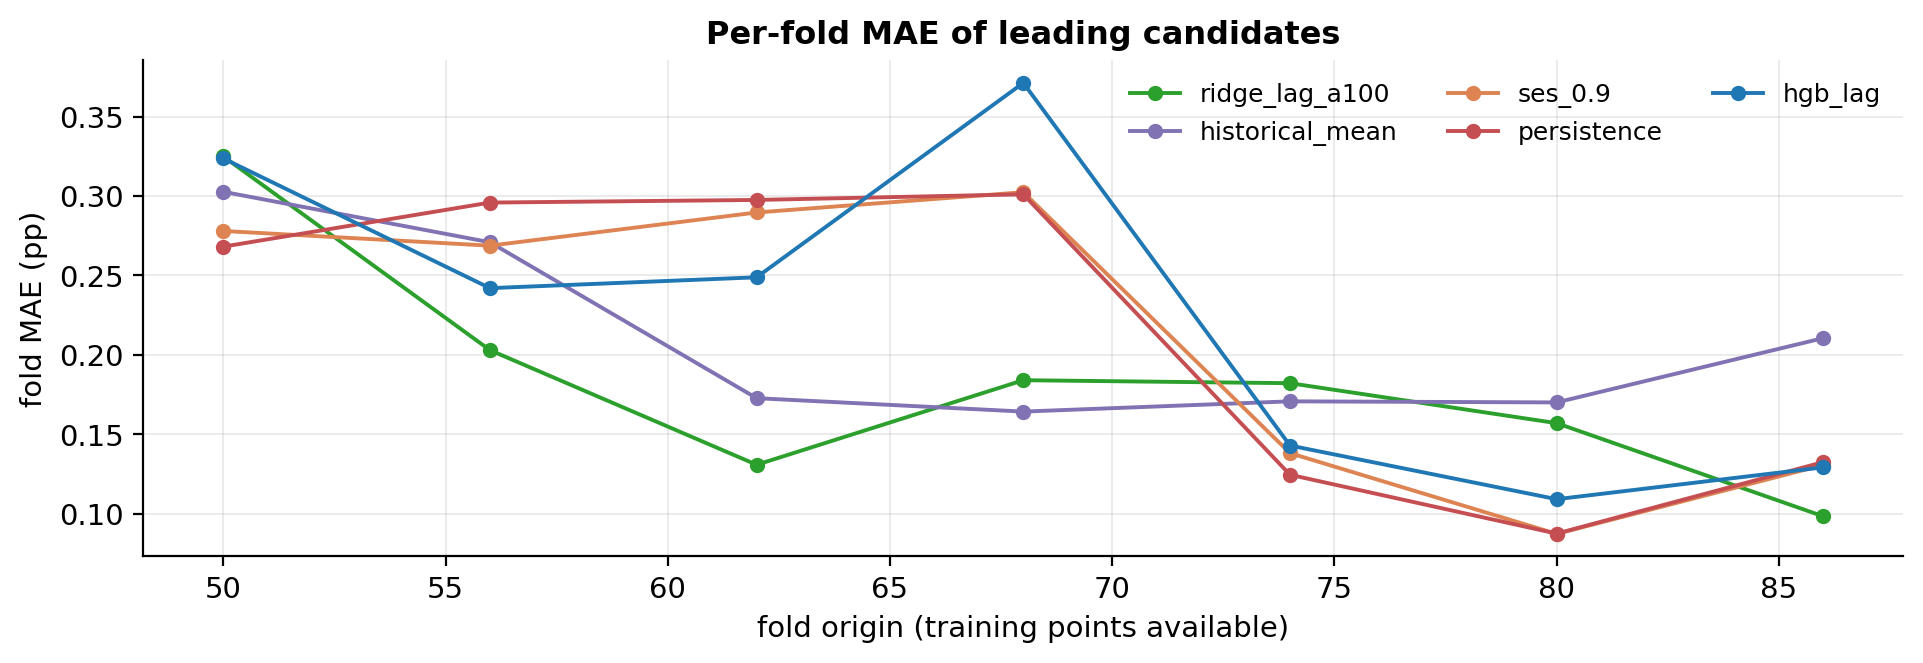 Per-fold MAE of leading candidates
ridge_lag_a100
historical_mean
ses_0.9
persistence
hgb_lag
fold MAE (pp)
0.35
0.30
0.25
0.20
0.15
0.10
50 55 60 65 70 75 80 85
fold origin (training points available)